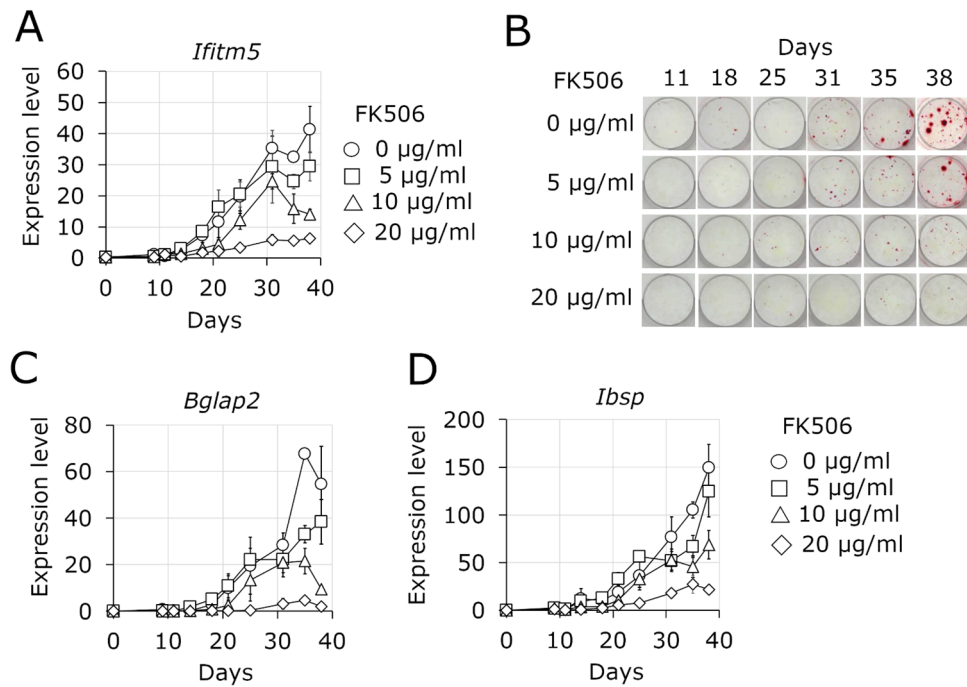 A
Ifitm5
Expression level
60
50
40
30
20
10
0
0 10 20 30 40
Days
FK506
0 µg/ml
5 µg/ml
10 µg/ml
20 µg/ml
B
Days
FK506 11 18 25 31 35 38
0 µg/ml
5 µg/ml
10 µg/ml
20 µg/ml
C
Bglap2
Expression level
80
60
40
20
0
0 10 20 30 40
Days
D
Ibsp
Expression level
200
150
100
50
0
0 10 20 30 40
Days
FK506
0 µg/ml
5 µg/ml
10 µg/ml
20 µg/ml